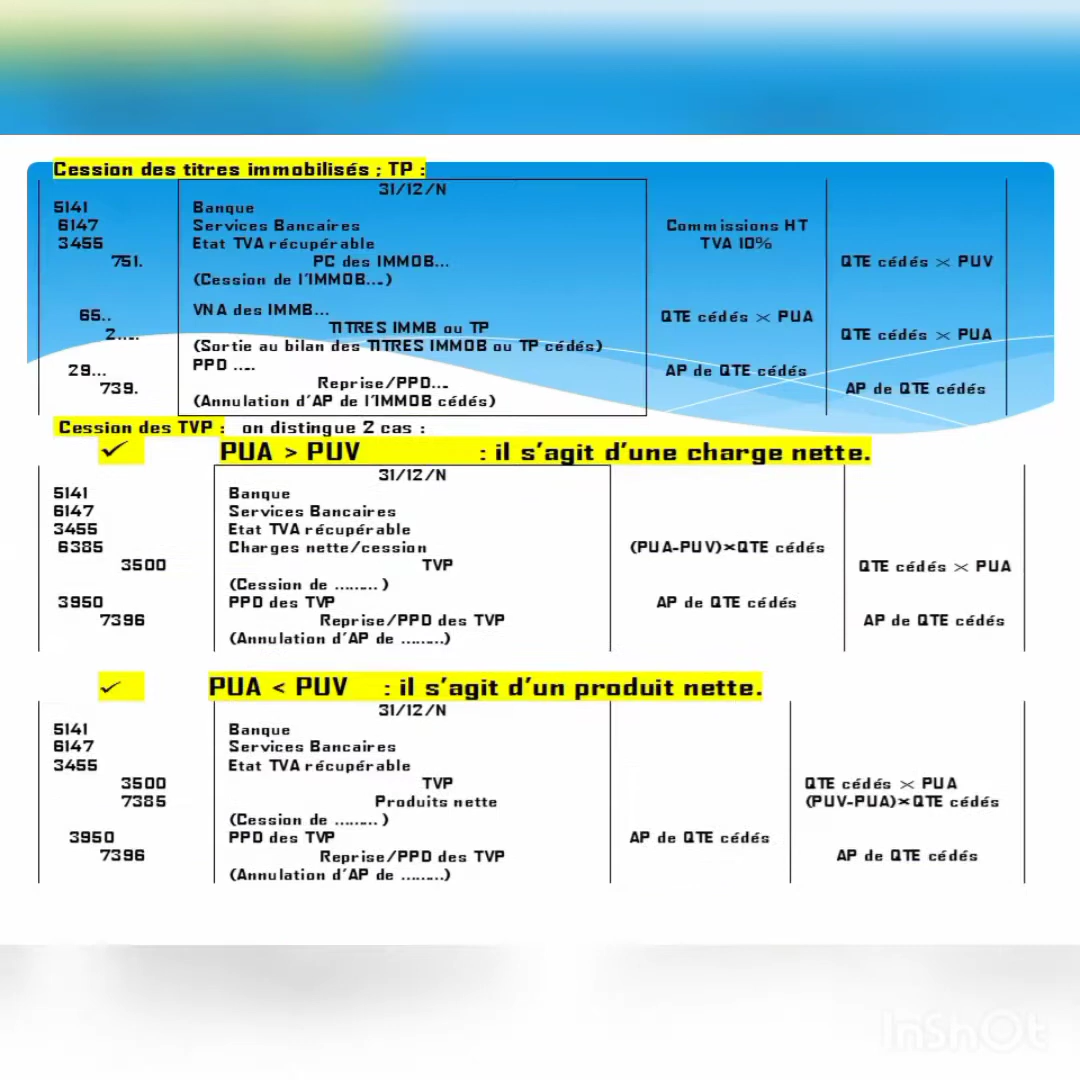 Cession des titres immobilisés ; TP :
31/12/N
5141 Banque
6147 Services Bancaires Commissions HT
3455 Etat TVA récupérable TVA 10%
751. PC des IMMOB... QTE cédés × PUV
(Cession de l'IMMOB....)
65.. VNA des IMMB... QTE cédés × PUA
2..... TITRES IMMB ou TP QTE cédés × PUA
(Sortie au bilan des TITRES IMMOB ou TP cédés)
29... PPD ..... AP de QTE cédés
739. Reprise/PPD.... AP de QTE cédés
(Annulation d'AP de l'IMMOB cédés)
Cession des TVP : on distingue 2 cas :
✓ PUA > PUV : il s'agit d'une charge nette.
31/12/N
5141 Banque
6147 Services Bancaires
3455 Etat TVA récupérable
6385 Charges nette/cession (PUA-PUV)×QTE cédés
3500 TVP QTE cédés × PUA
(Cession de ......... )
3950 PPD des TVP AP de QTE cédés
7396 Reprise/PPD des TVP AP de QTE cédés
(Annulation d'AP de .........)
✓ PUA < PUV : il s'agit d'un produit nette.
31/12/N
5141 Banque
6147 Services Bancaires
3455 Etat TVA récupérable
3500 TVP QTE cédés × PUA
7385 Produits nette (PUV-PUA)×QTE cédés
(Cession de ......... )
3950 PPD des TVP AP de QTE cédés
7396 Reprise/PPD des TVP AP de QTE cédés
(Annulation d'AP de .........)
InShOt